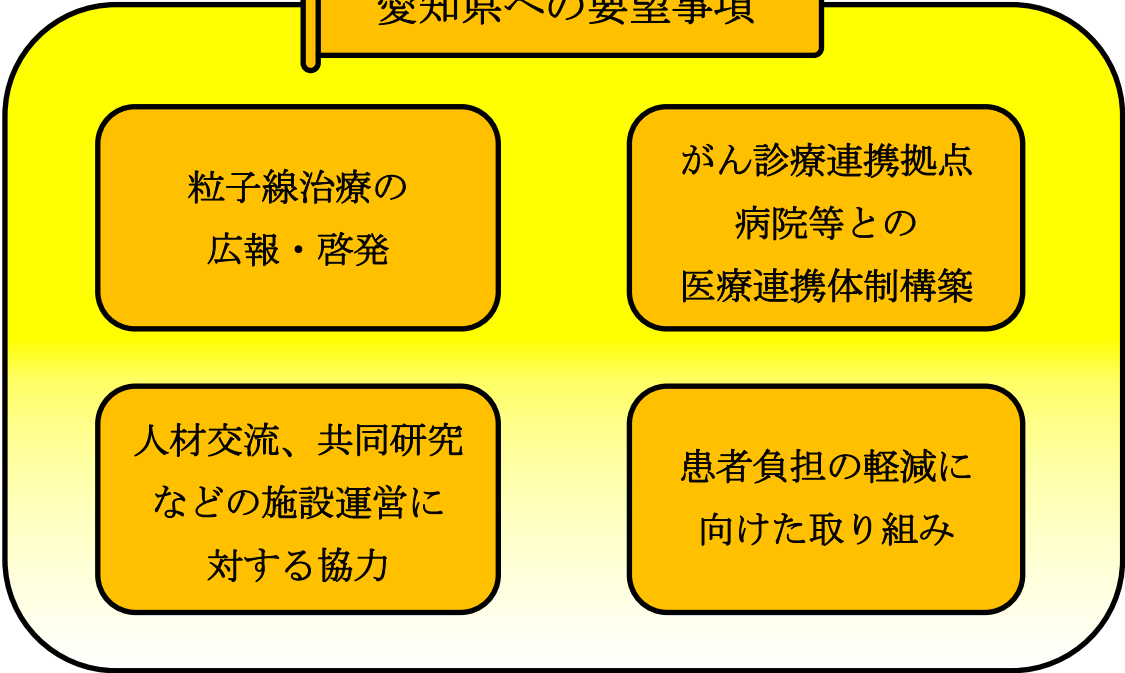 愛知県への要望事項
粒子線治療の
広報・啓発
がん診療連携拠点
病院等との
医療連携体制構築
人材交流、共同研究
などの施設運営に
対する協力
患者負担の軽減に
向けた取り組み